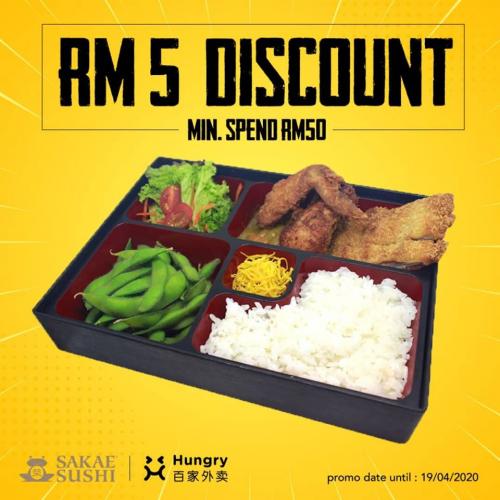 RM 5 DISCOUNT
MIN. SPEND RM50
SAKAE
SUSHI
Hungry
百家外卖
promo date until : 19/04/2020